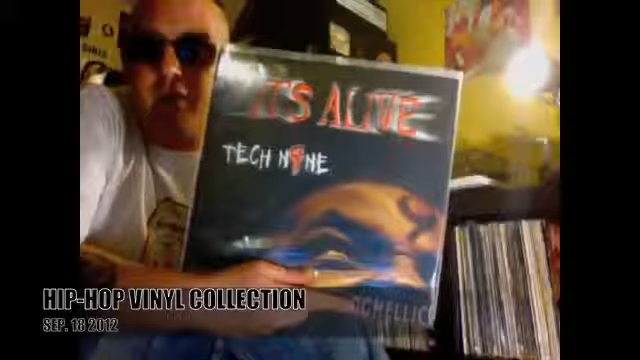 IT'S ALIVE
TECH N9NE
HIP-HOP VINYL COLLECTION
SEP. 18 2012